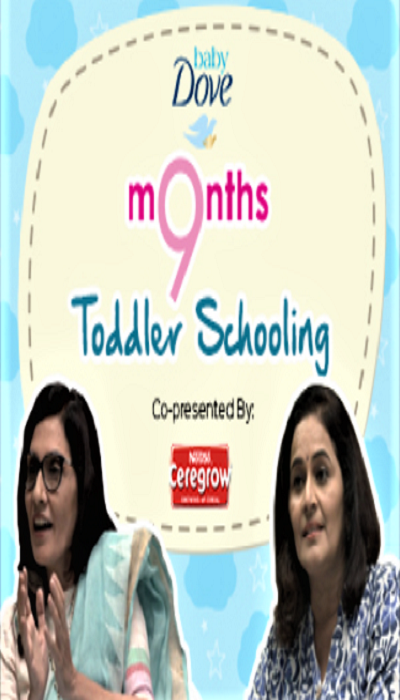 baby
Dove
m9nths
Toddler Schooling
Co-presented By:
Nestlé
Ceregrow